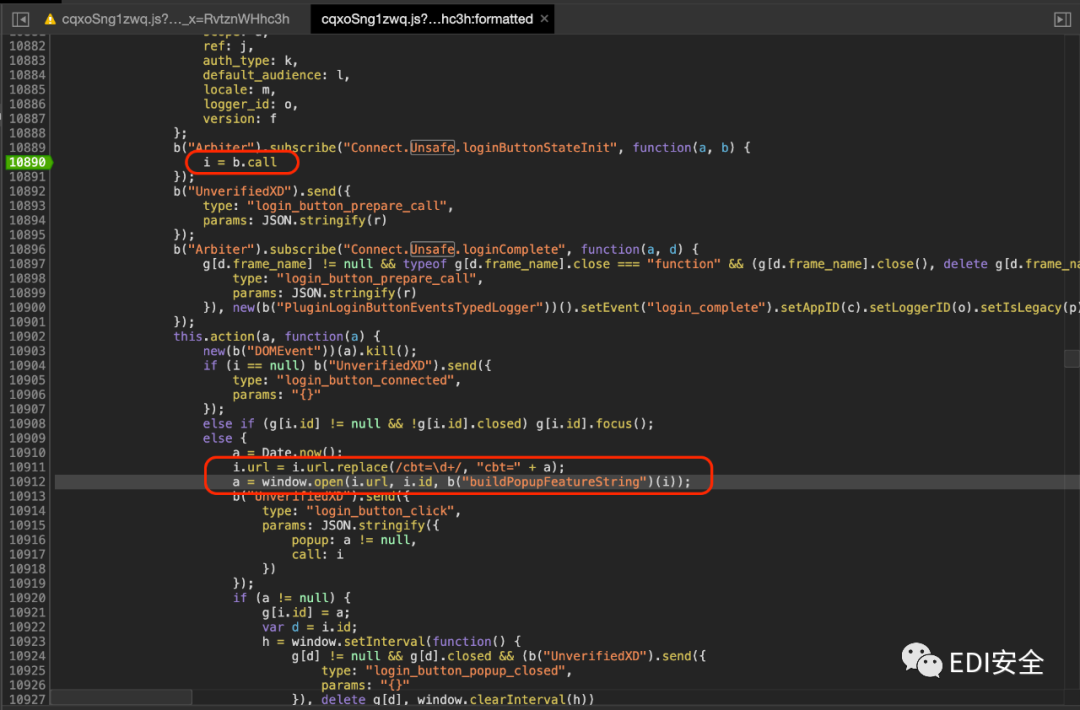 cqxoSng1zwq.js?…_x=RvtznWHhc3h cqxoSng1zwq.js?…hc3h:formatted ×
10882 ref: j,
10883 auth_type: k,
10884 default_audience: l,
10885 locale: m,
10886 logger_id: o,
10887 version: f
10888 };
10889 b("Arbiter").subscribe("Connect.Unsafe.loginButtonStateInit", function(a, b) {
10890 i = b.call
10891 });
10892 b("UnverifiedXD").send({
10893 type: "login_button_prepare_call",
10894 params: JSON.stringify(r)
10895 });
10896 b("Arbiter").subscribe("Connect.Unsafe.loginComplete", function(a, d) {
10897 g[d.frame_name] != null && typeof g[d.frame_name].close === "function" && (g[d.frame_name].close(), delete g[d.frame_na
10898 type: "login_button_prepare_call",
10899 params: JSON.stringify(r)
10900 }), new(b("PluginLoginButtonEventsTypedLogger"))().setEvent("login_complete").setAppID(c).setLoggerID(o).setIsLegacy(p)
10901 });
10902 this.action(a, function(a) {
10903 new(b("DOMEvent"))(a).kill();
10904 if (i == null) b("UnverifiedXD").send({
10905 type: "login_button_connected",
10906 params: "{}"
10907 });
10908 else if (g[i.id] != null && !g[i.id].closed) g[i.id].focus();
10909 else {
10910 a = Date.now();
10911 i.url = i.url.replace(/cbt=\d+/, "cbt=" + a);
10912 a = window.open(i.url, i.id, b("buildPopupFeatureString")(i));
10913 b("UnverifiedXD").send({
10914 type: "login_button_click",
10915 params: JSON.stringify({
10916 popup: a != null,
10917 call: i
10918 })
10919 });
10920 if (a != null) {
10921 g[i.id] = a;
10922 var d = i.id;
10923 h = window.setInterval(function() {
10924 g[d] != null && g[d].closed && (b("UnverifiedXD").send({
10925 type: "login_button_popup_closed",
10926 params: "{}"
10927 }), delete g[d], window.clearInterval(h))
EDI安全